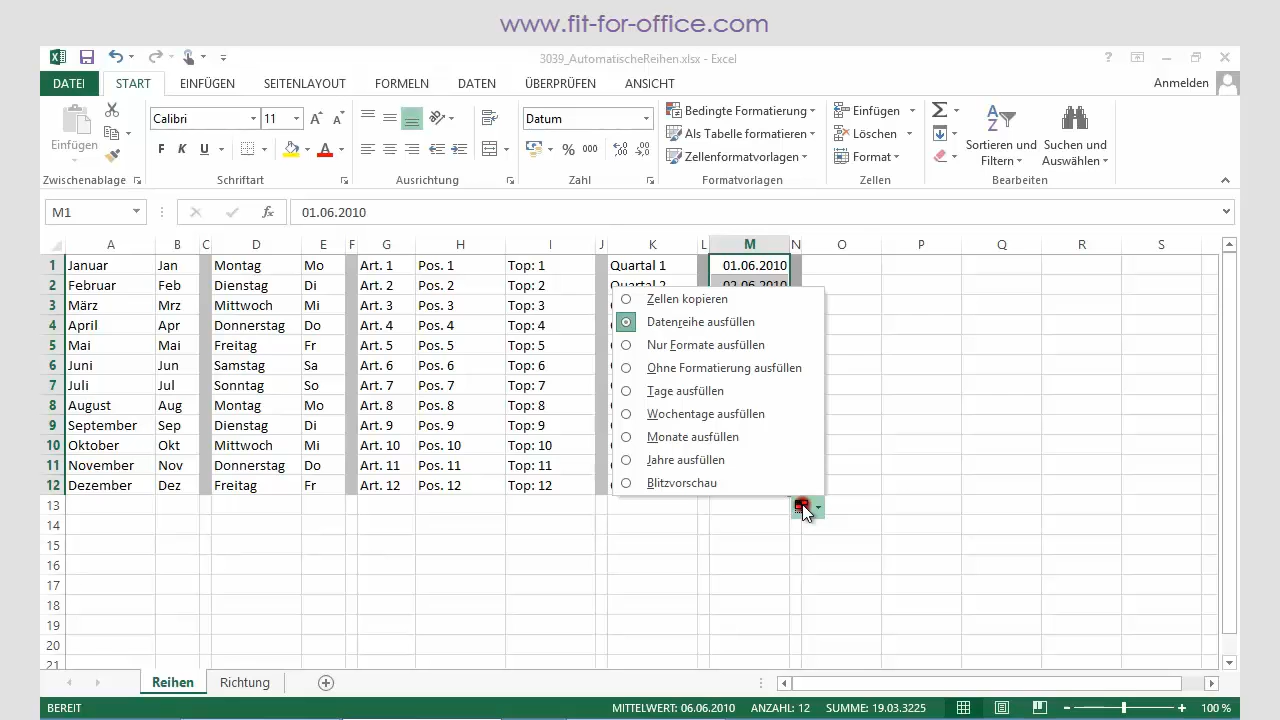 www.fit-for-office.com
3039_AutomatischeReihen.xlsx - Excel
DATEI START EINFÜGEN SEITENLAYOUT FORMELN DATEN ÜBERPRÜFEN ANSICHT Anmelden
Einfügen
Calibri 11
F K U
Datum
% 000
Bedingte Formatierung
Als Tabelle formatieren
Zellenformatvorlagen
Einfügen
Löschen
Format
Sortieren und Filtern
Suchen und Auswählen
Zwischenablage Schriftart Ausrichtung Zahl Formatvorlagen Zellen Bearbeiten
M1 fx 01.06.2010
A B C D E F G H I J K L M N O P Q R S
1 Januar Jan Montag Mo Art. 1 Pos. 1 Top: 1 Quartal 1 01.06.2010
2 Februar Feb Dienstag Di Art. 2 Pos. 2 Top: 2 Quartal 2 02.06.2010
3 März Mrz Mittwoch Mi Art. 3 Pos. 3 Top: 3
4 April Apr Donnerstag Do Art. 4 Pos. 4 Top: 4
5 Mai Mai Freitag Fr Art. 5 Pos. 5 Top: 5
6 Juni Jun Samstag Sa Art. 6 Pos. 6 Top: 6
7 Juli Jul Sonntag So Art. 7 Pos. 7 Top: 7
8 August Aug Montag Mo Art. 8 Pos. 8 Top: 8
9 September Sep Dienstag Di Art. 9 Pos. 9 Top: 9
10 Oktober Okt Mittwoch Mi Art. 10 Pos. 10 Top: 10
11 November Nov Donnerstag Do Art. 11 Pos. 11 Top: 11
12 Dezember Dez Freitag Fr Art. 12 Pos. 12 Top: 12
Zellen kopieren
Datenreihe ausfüllen
Nur Formate ausfüllen
Ohne Formatierung ausfüllen
Tage ausfüllen
Wochentage ausfüllen
Monate ausfüllen
Jahre ausfüllen
Blitzvorschau
13
14
15
16
17
18
19
20
21
Reihen Richtung
BEREIT MITTELWERT: 06.06.2010 ANZAHL: 12 SUMME: 19.03.3225 100 %